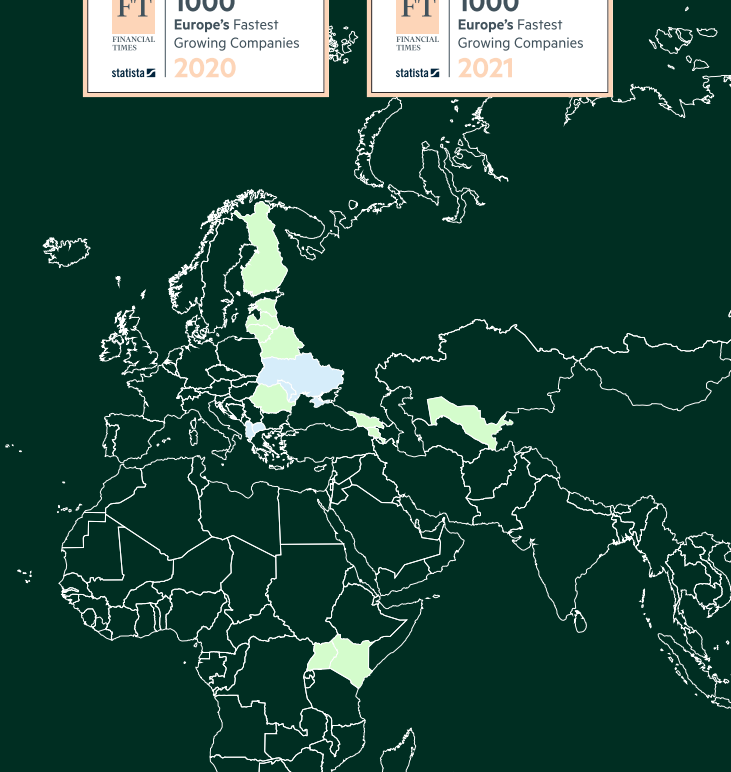 FT
1000
Europe's Fastest
Growing Companies
FINANCIAL
TIMES
statista
2020
FT
1000
Europe's Fastest
Growing Companies
FINANCIAL
TIMES
statista
2021